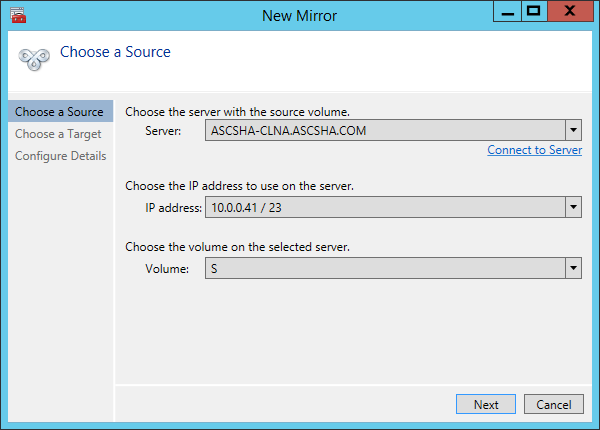 New Mirror
Choose a Source
Choose a Source
Choose a Target
Configure Details
Choose the server with the source volume.
Server: ASCSHA-CLNA.ASCSHA.COM
Connect to Server
Choose the IP address to use on the server.
IP address: 10.0.0.41 / 23
Choose the volume on the selected server.
Volume: S
Next Cancel